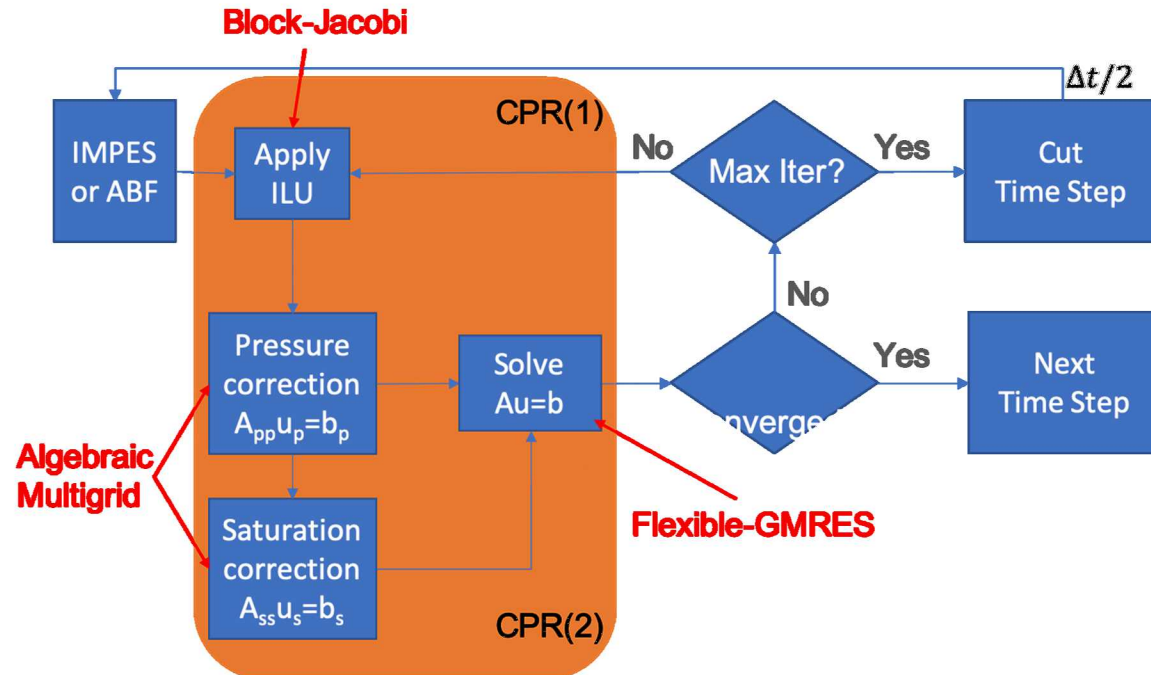 Block-Jacobi
Δt/2
CPR(1)
IMPES
or ABF
Apply
ILU
No
Max Iter?
Yes
Cut
Time Step
No
Pressure
correction
A_pp u_p=b_p
Solve
Au=b
Yes
Next
Time Step
Algebraic
Multigrid
Flexible-GMRES
Saturation
correction
A_ss u_s=b_s
CPR(2)